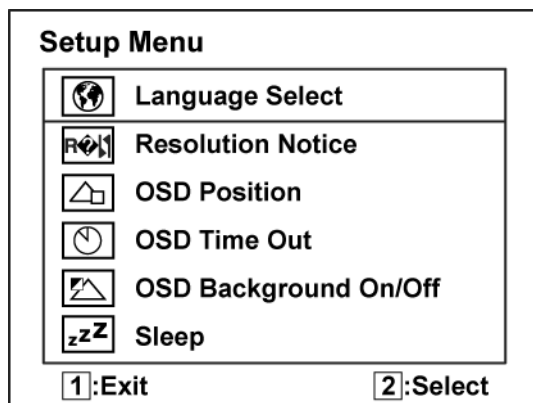 Setup Menu
Language Select
Resolution Notice
OSD Position
OSD Time Out
OSD Background On/Off
zzZ Sleep
1:Exit 2:Select